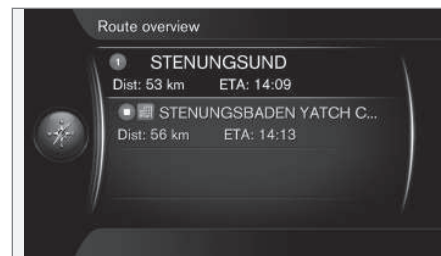 Route overview
1 STENUNGSUND
Dist: 53 km ETA: 14:09
STENUNGSBADEN YATCH C...
Dist: 56 km ETA: 14:13